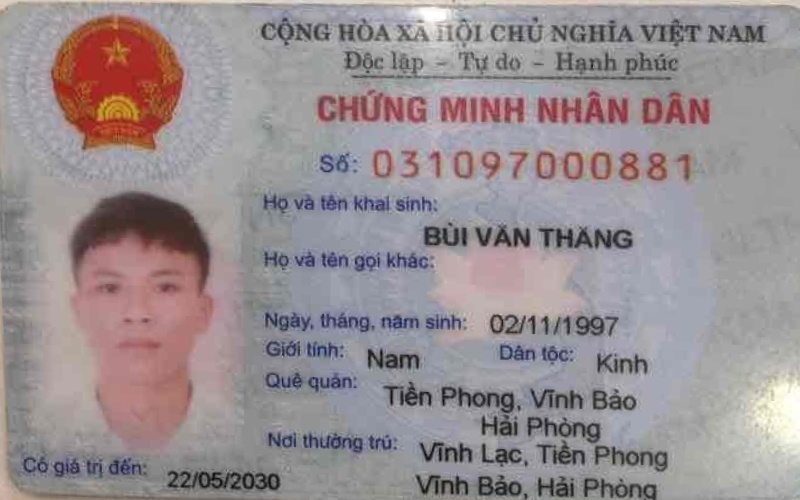 CỘNG HÒA XÃ HỘI CHỦ NGHĨA VIỆT NAM
Độc lập – Tự do – Hạnh phúc
CHỨNG MINH NHÂN DÂN
Số: 031097000881
Họ và tên khai sinh:
BÙI VĂN THĂNG
Họ và tên gọi khác:
Ngày, tháng, năm sinh: 02/11/1997
Giới tính: Nam Dân tộc: Kinh
Quê quán: Tiền Phong, Vĩnh Bảo
Hải Phòng
Nơi thường trú: Vĩnh Lạc, Tiền Phong
Vĩnh Bảo, Hải Phòng
Có giá trị đến: 22/05/2030